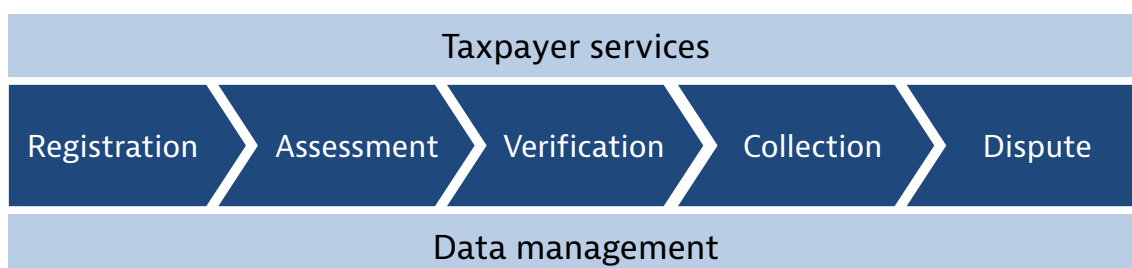 Taxpayer services
Registration Assessment Verification Collection Dispute
Data management